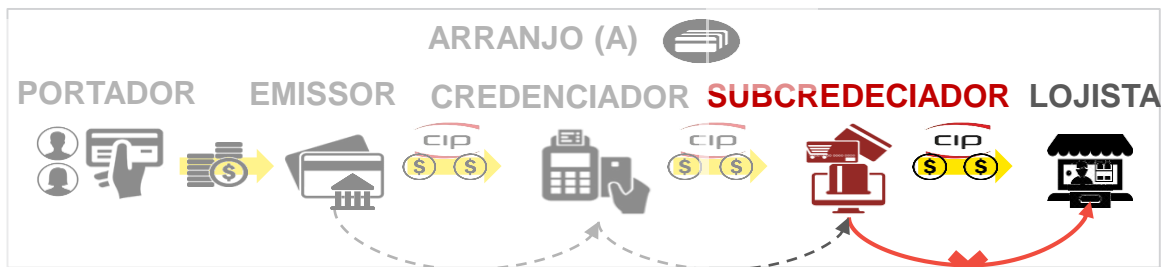 ARRANJO (A)
PORTADOR EMISSOR CREDENCIADOR SUBCREDECIADOR LOJISTA
CIP CIP CIP
$ $ $ $ $ $ $